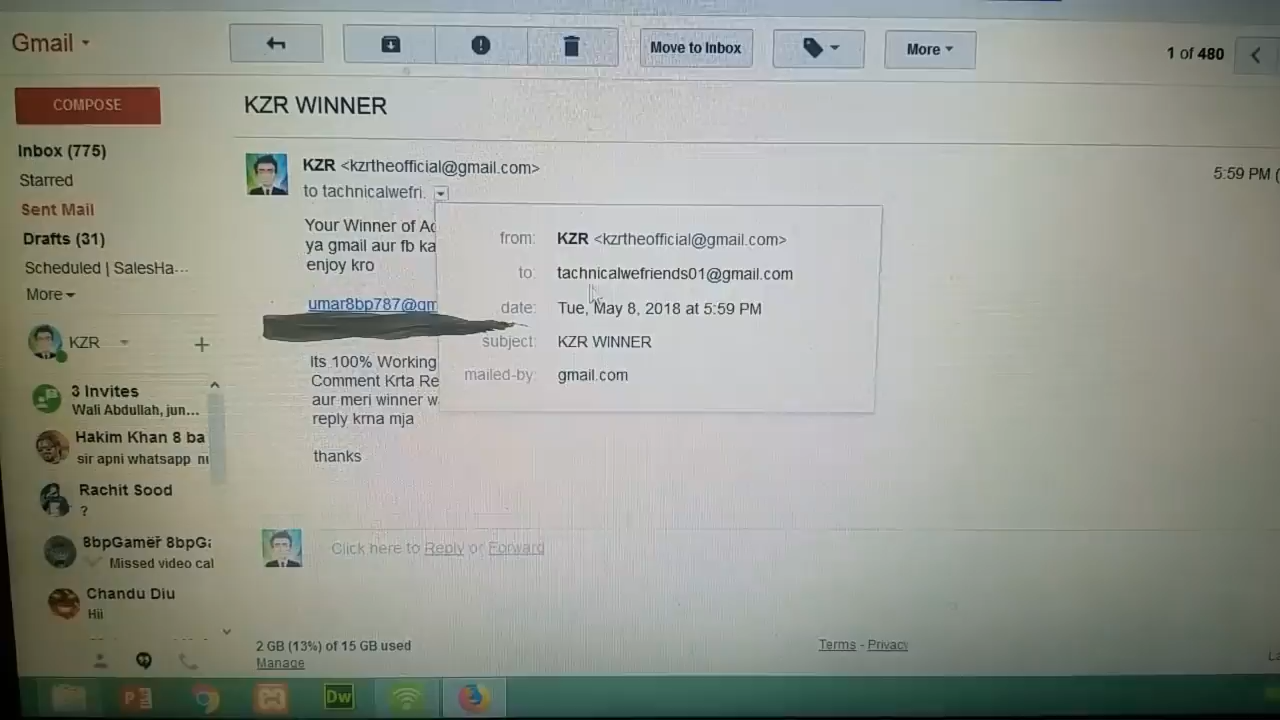 Gmail
Move to Inbox
More
1 of 480
COMPOSE
KZR WINNER
Inbox (775)
Starred
Sent Mail
Drafts (31)
Scheduled | SalesHa...
More
KZR
3 Invites
Wali Abdullah, jun...
Hakim Khan 8 ba
sir apni whatsapp
Rachit Sood
?
8bpGamer 8bpG
Missed video cal
Chandu Diu
Hii
KZR <kzrtheofficial@gmail.com>
5:59 PM (
to tachnicalwefri.
Your Winner of Ac
ya gmail aur fb ka
enjoy kro
umar8bp787@gm
Its 100% Working
Comment Krta Re
aur meri winner w
reply krna mja
thanks
from: KZR <kzrtheofficial@gmail.com>
to: tachnicalwefriends01@gmail.com
date: Tue, May 8, 2018 at 5:59 PM
subject: KZR WINNER
mailed-by: gmail.com
Click here to Reply or Forward
2 GB (13%) of 15 GB used
Manage
Terms - Privacy
Dw